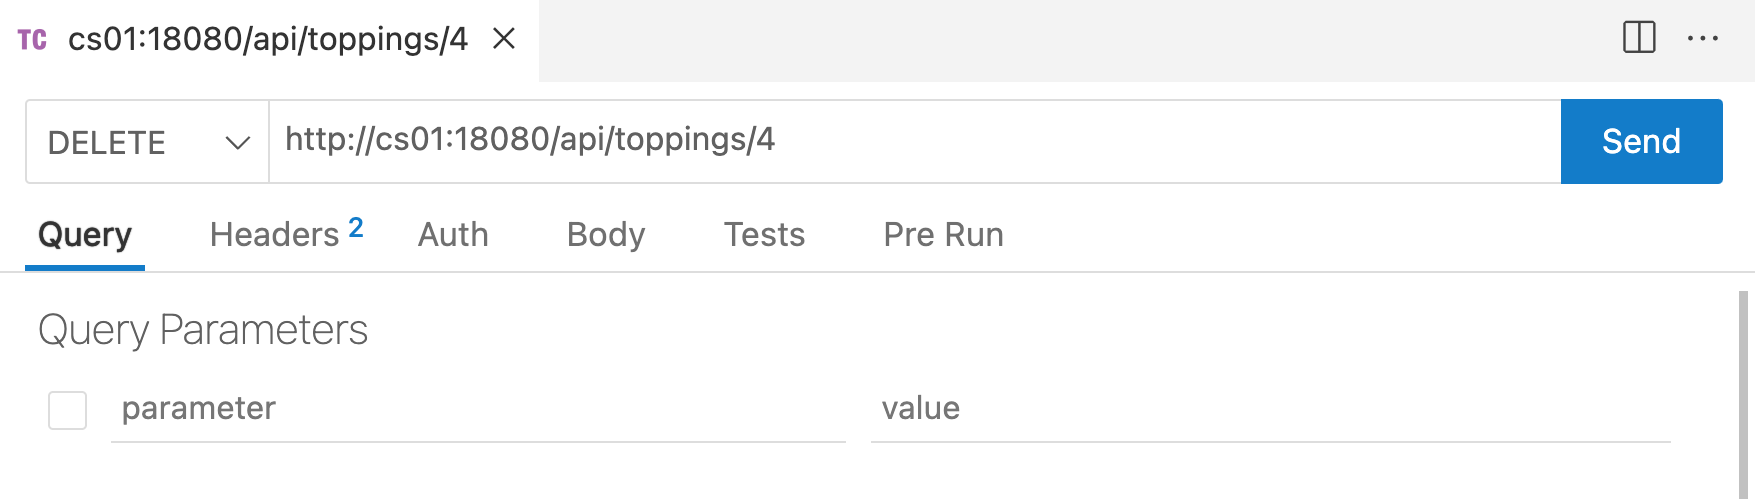 TC cs01:18080/api/toppings/4
DELETE http://cs01:18080/api/toppings/4 Send
Query Headers 2 Auth Body Tests Pre Run
Query Parameters
parameter value